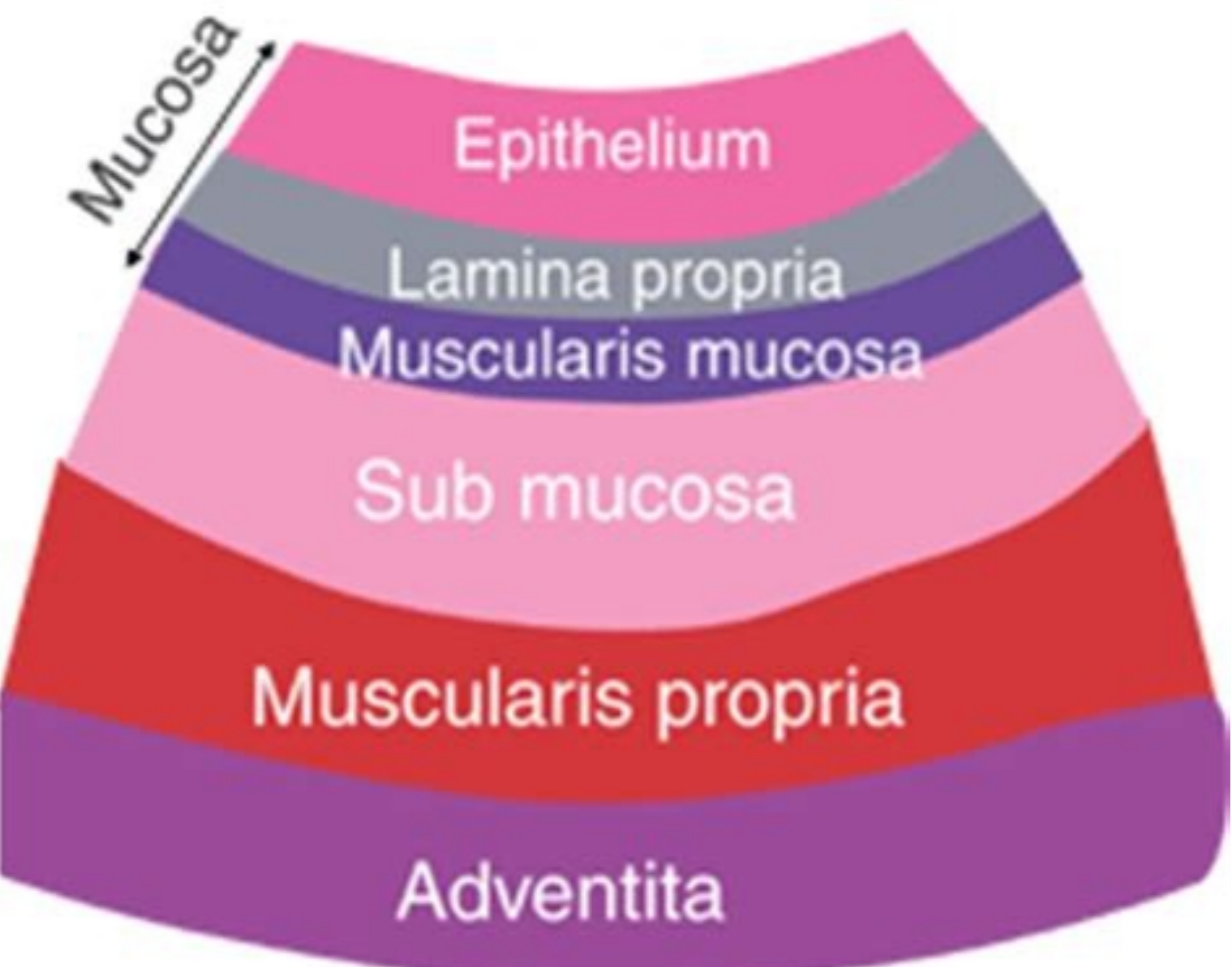 Mucosa
Epithelium
Lamina propria
Muscularis mucosa
Sub mucosa
Muscularis propria
Adventita